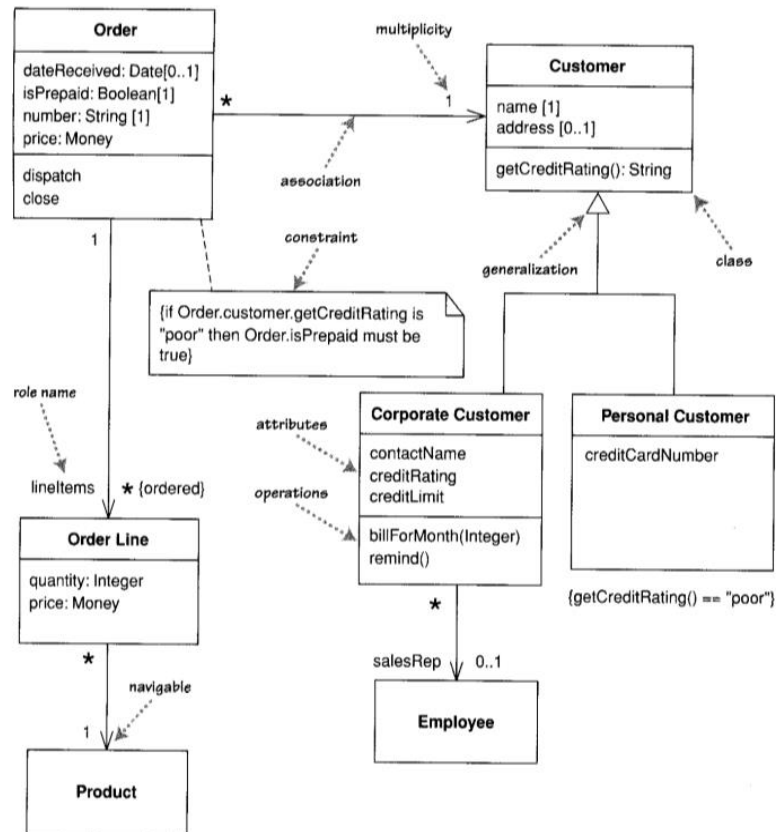 Order
dateReceived: Date[0..1]
isPrepaid: Boolean[1]
number: String [1]
price: Money
dispatch
close
multiplicity
*
1
association
Customer
name [1]
address [0..1]
getCreditRating(): String
1
constraint
generalization
class
{if Order.customer.getCreditRating is
"poor" then Order.isPrepaid must be
true}
role name
lineItems
* {ordered}
attributes
operations
Corporate Customer
contactName
creditRating
creditLimit
billForMonth(Integer)
remind()
Personal Customer
creditCardNumber
{getCreditRating() == "poor"}
Order Line
quantity: Integer
price: Money
*
navigable
1
Product
*
salesRep
0..1
Employee